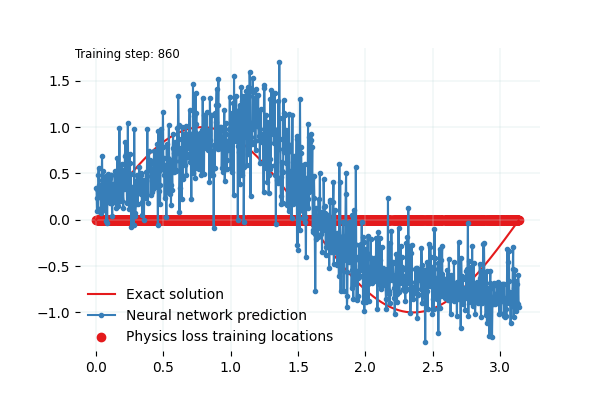 Training step: 860
1.5
1.0
0.5
0.0
−0.5
−1.0
Exact solution
Neural network prediction
Physics loss training locations
0.0 0.5 1.0 1.5 2.0 2.5 3.0